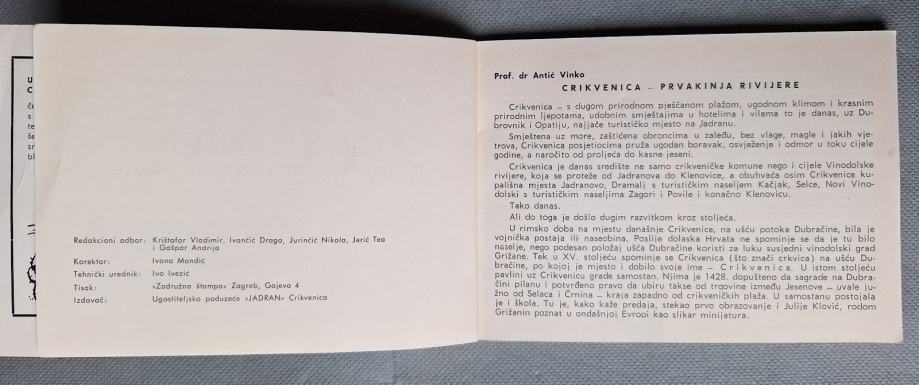 U
C
če
s
te
še
sr
bl
Redakcioni odbor: Krištofor Vladimir, Ivančić Draga, Jurinčić Nikola, Jerić Tea
i Gašpar Andrija
Korektor: Ivana Mandić
Tehnički urednik: Ivo Ivezić
Tisak: »Zadružna štampa« Zagreb, Gajeva 4
Izdavač: Ugostiteljsko poduzeće »JADRAN« Crikvenica
Prof. dr Antić Vinko
CRIKVENICA — PRVAKINJA RIVIJERE
Crikvenica — s dugom prirodnom pješčanom plažom, ugodnom klimom i krasnim
prirodnim ljepotama, udobnim smještajima u hotelima i vilama to je danas, uz Du-
brovnik i Opatiju, najjače turističko mjesto na Jadranu.
Smještena uz more, zaštićena obroncima u zaleđu, bez vlage, magle i jakih vje-
trova, Crikvenica posjetiocima pruža ugodan boravak, osvježenje i odmor u toku cijele
godine, a naročito od proljeća do kasne jeseni.
Crikvenica je danas središte ne samo crikveničke komune nego i cijele Vinodolske
rivijere, koja se proteže od Jadranova do Klenovice, a obuhvaća osim Crikvenice ku-
pališna mjesta Jadranovo, Dramalj s turističkim naseljem Kačjak, Selce, Novi Vino-
dolski s turističkim naseljima Zagori i Povile i konačno Klenovicu.
Tako danas.
Ali do toga je došlo dugim razvitkom kroz stoljeća.
U rimsko doba na mjestu današnje Crikvenice, na ušću potoka Dubračine, bila je
vojnička postaja ili naseobina. Poslije dolaska Hrvata ne spominje se da je tu bilo
naselje, nego podesan položaj ušća Dubračine koristi za luku susjedni vinodolski grad
Grižane. Tek u XV. stoljeću spominje se Crikvenica (što znači crkvica) na ušću Du-
bračine, po kojoj je mjesto i dobilo svoje ime — Crikvenica. U istom stoljeću
pavlini uz Crikvenicu grade samostan. Njima je 1428. dopušteno da sagrade na Dubra-
čini pilanu i potvrđeno pravo da ubiru takse od trgovine između Jesenove — uvale ju-
žno od Selaca i Črnina — kraja zapadno od crikveničkih plaža. U samostanu postojala
je i škola. Tu je, kako kaže predaja, stekao prvo obrazovanje i Julije Klović, rodom
Grižanin poznat u ondašnjoj Evropi kao slikar minijatura.